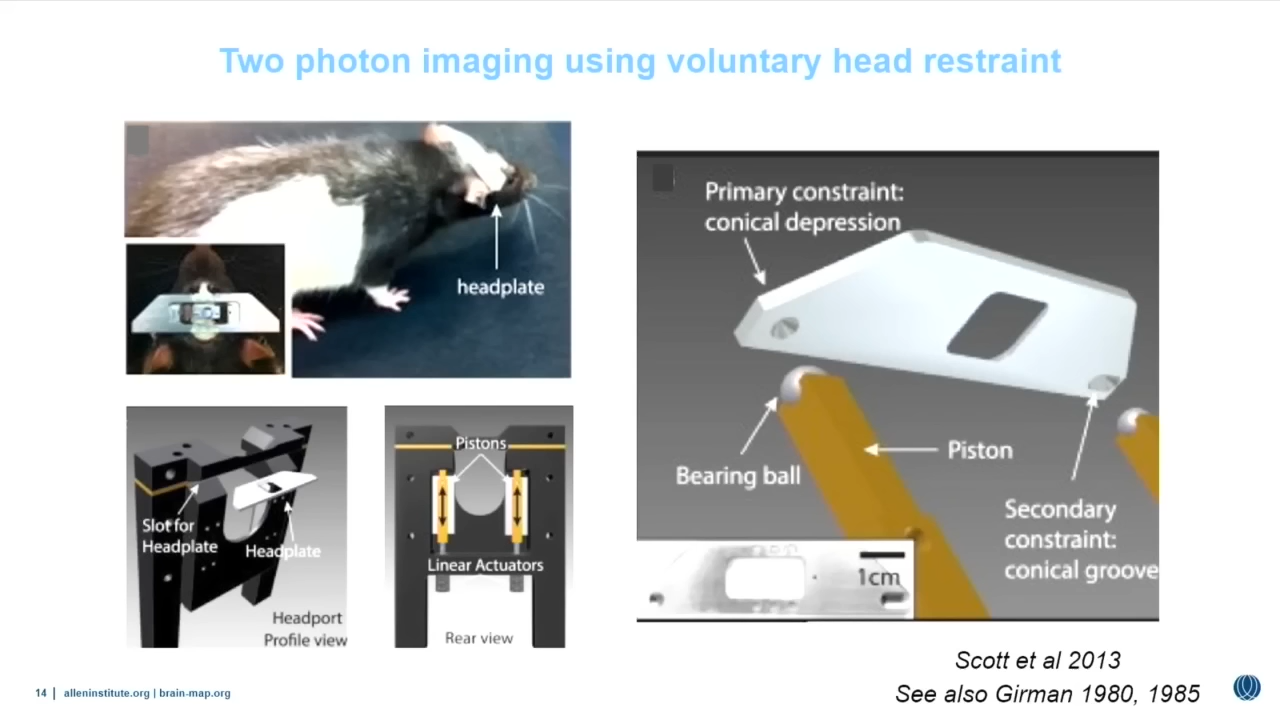 Two photon imaging using voluntary head restraint
headplate
Slot for
Headplate
Headplate
Headport
Profile view
Pistons
Linear Actuators
Rear view
Primary constraint:
conical depression
Bearing ball
Piston
Secondary
constraint:
conical groove
1cm
Scott et al 2013
See also Girman 1980, 1985
14 | alleninstitute.org | brain-map.org